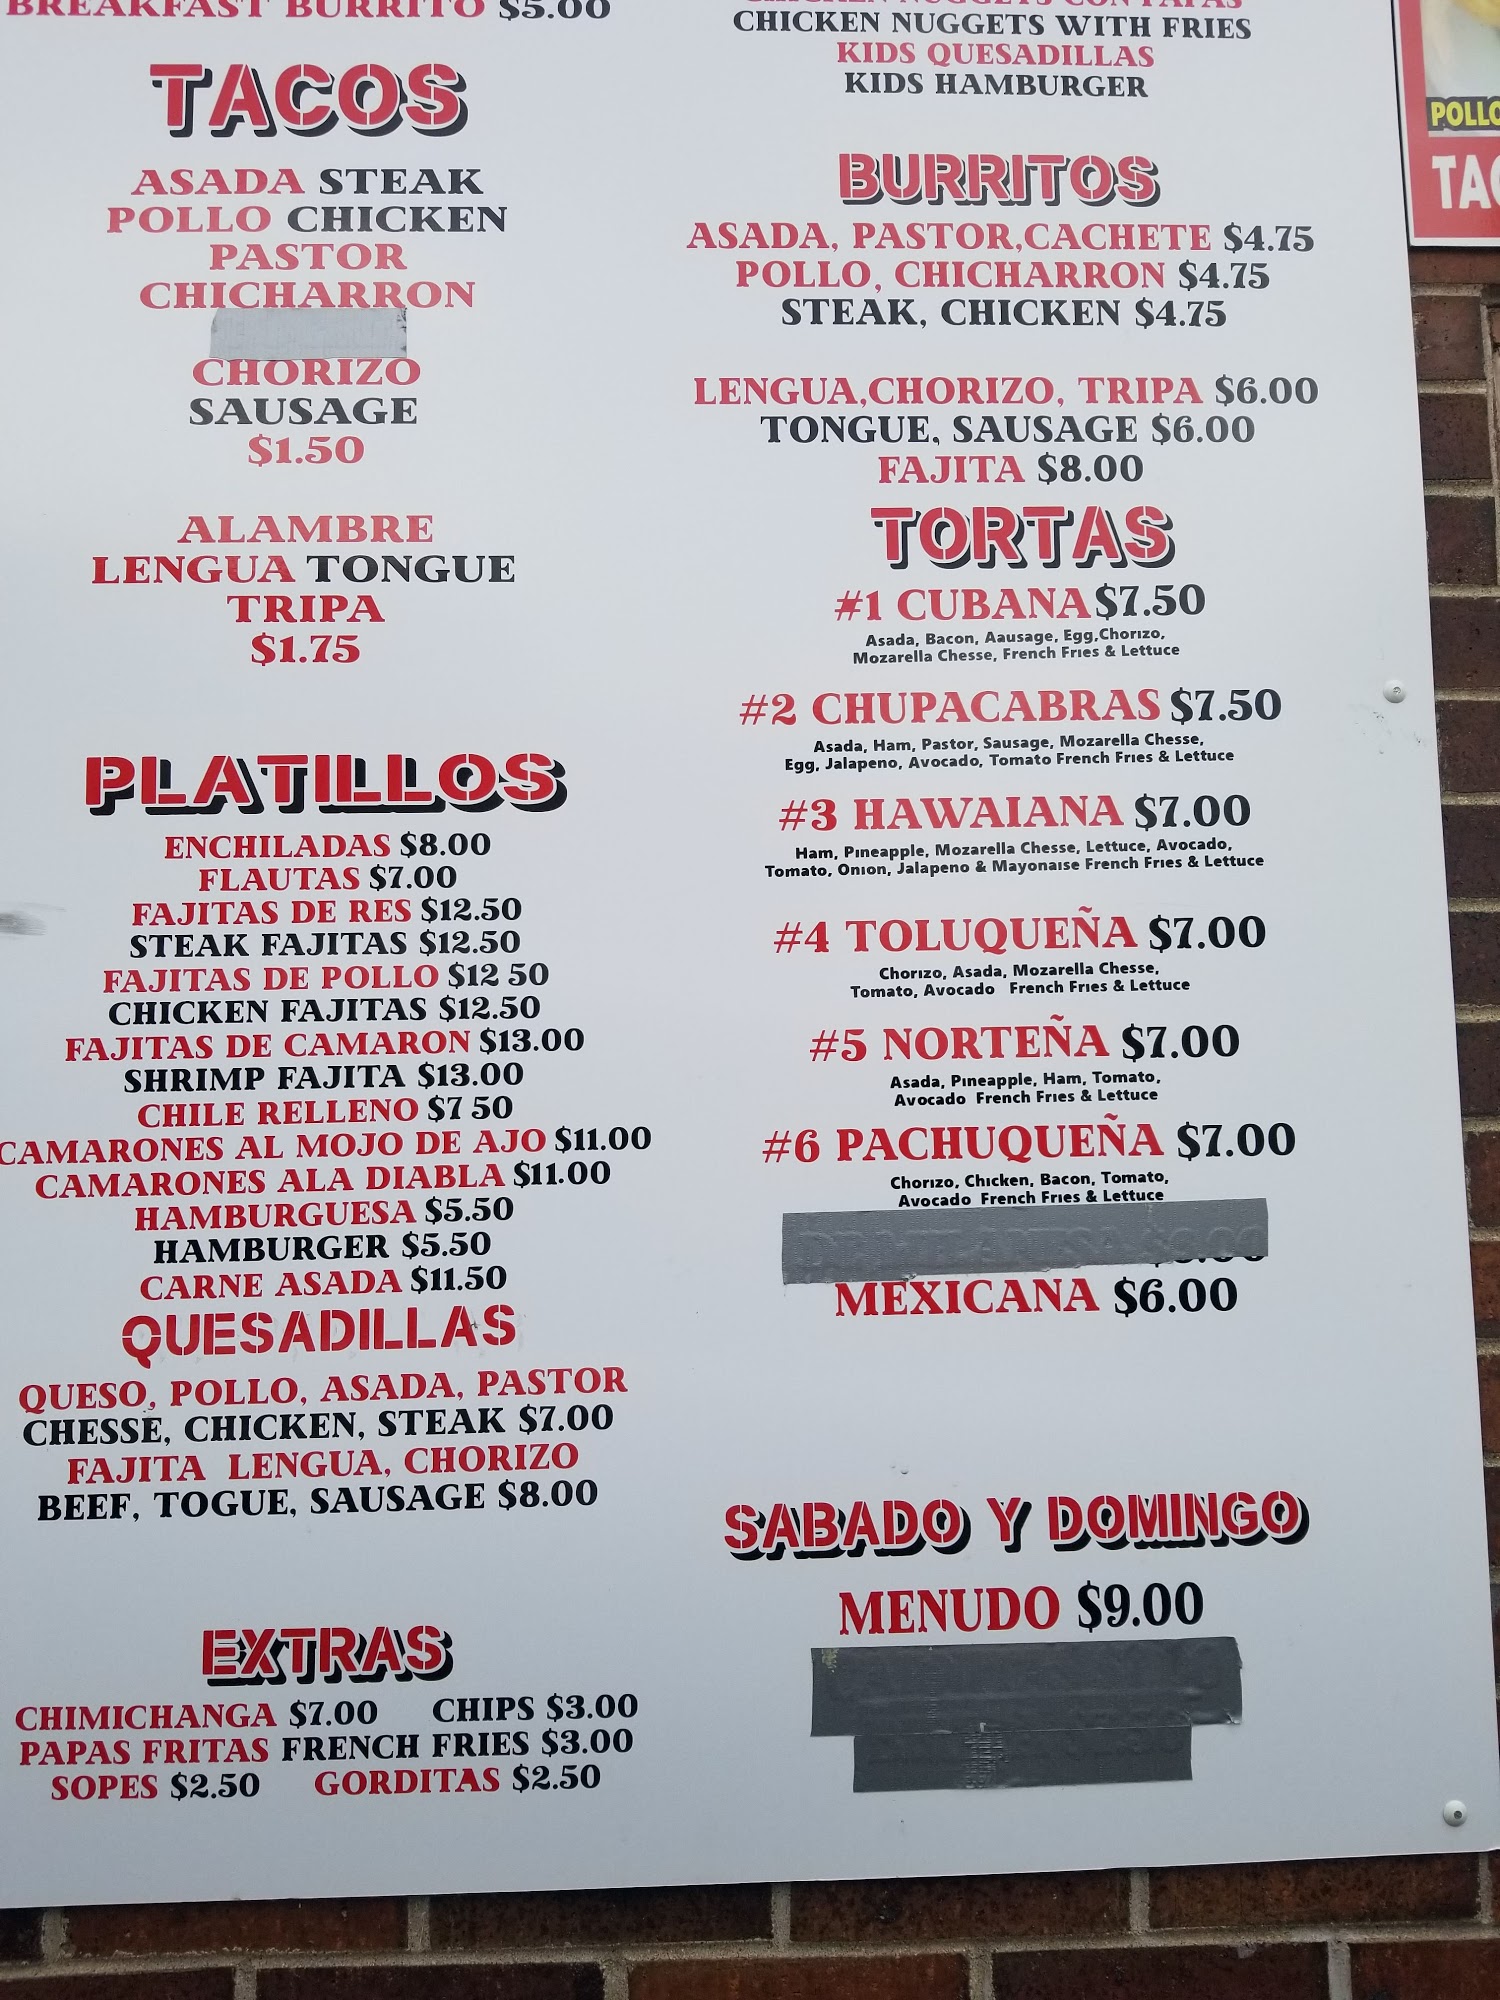 BREAKFAST BURRITO $5.00
TACOS
ASADA STEAK
POLLO CHICKEN
PASTOR
CHICHARRON
CHORIZO
SAUSAGE
$1.50
ALAMBRE
LENGUA TONGUE
TRIPA
$1.75
PLATILLOS
ENCHILADAS $8.00
FLAUTAS $7.00
FAJITAS DE RES $12.50
STEAK FAJITAS $12.50
FAJITAS DE POLLO $12 50
CHICKEN FAJITAS $12.50
FAJITAS DE CAMARON $13.00
SHRIMP FAJITA $13.00
CHILE RELLENO $7 50
CAMARONES AL MOJO DE AJO $11.00
CAMARONES ALA DIABLA $11.00
HAMBURGUESA $5.50
HAMBURGER $5.50
CARNE ASADA $11.50
QUESADILLAS
QUESO, POLLO, ASADA, PASTOR
CHESSE, CHICKEN, STEAK $7.00
FAJITA LENGUA, CHORIZO
BEEF, TOGUE, SAUSAGE $8.00
EXTRAS
CHIMICHANGA $7.00 CHIPS $3.00
PAPAS FRITAS FRENCH FRIES $3.00
SOPES $2.50 GORDITAS $2.50
CHICKEN NUGGETS CON PAPAS
CHICKEN NUGGETS WITH FRIES
KIDS QUESADILLAS
KIDS HAMBURGER
BURRITOS
ASADA, PASTOR,CACHETE $4.75
POLLO, CHICHARRON $4.75
STEAK, CHICKEN $4.75
LENGUA,CHORIZO, TRIPA $6.00
TONGUE, SAUSAGE $6.00
FAJITA $8.00
TORTAS
#1 CUBANA $7.50
Asada, Bacon, Aausage, Egg,Chorizo,
Mozarella Chesse, French Fries & Lettuce
#2 CHUPACABRAS $7.50
Asada, Ham, Pastor, Sausage, Mozarella Chesse,
Egg, Jalapeno, Avocado, Tomato French Fries & Lettuce
#3 HAWAIANA $7.00
Ham, Pineapple, Mozarella Chesse, Lettuce, Avocado,
Tomato, Onion, Jalapeno & Mayonaise French Fries & Lettuce
#4 TOLUQUEÑA $7.00
Chorizo, Asada, Mozarella Chesse,
Tomato, Avocado French Fries & Lettuce
#5 NORTEÑA $7.00
Asada, Pineapple, Ham, Tomato,
Avocado French Fries & Lettuce
#6 PACHUQUEÑA $7.00
Chorizo, Chicken, Bacon, Tomato,
Avocado French Fries & Lettuce
MEXICANA $6.00
SABADO Y DOMINGO
MENUDO $9.00
POLLO